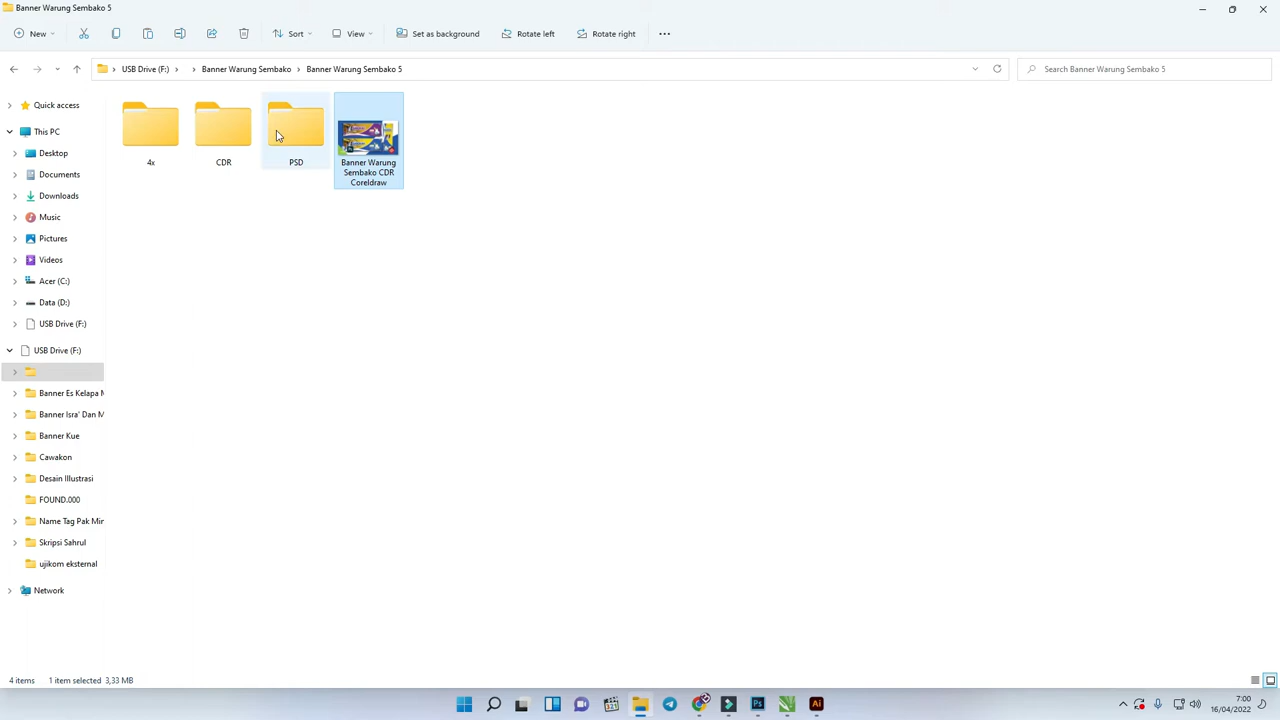 Banner Warung Sembako 5
New
Sort
View
Set as background
Rotate left
Rotate right
USB Drive (F:) > > Banner Warung Sembako > Banner Warung Sembako 5
Search Banner Warung Sembako 5
Quick access
This PC
Desktop
Documents
Downloads
Music
Pictures
Videos
Acer (C:)
Data (D:)
USB Drive (F:)
USB Drive (F:)
Banner Es Kelapa M
Banner Isra' Dan M
Banner Kue
Cawakon
Desain Illustrasi
FOUND.000
Name Tag Pak Min
Skripsi Sahrul
ujikom eksternal
Network
4x
CDR
PSD
Banner Warung
Sembako CDR
Coreldraw
4 items 1 item selected 3,33 MB
321
Ps
Ai
7:00
16/04/2022